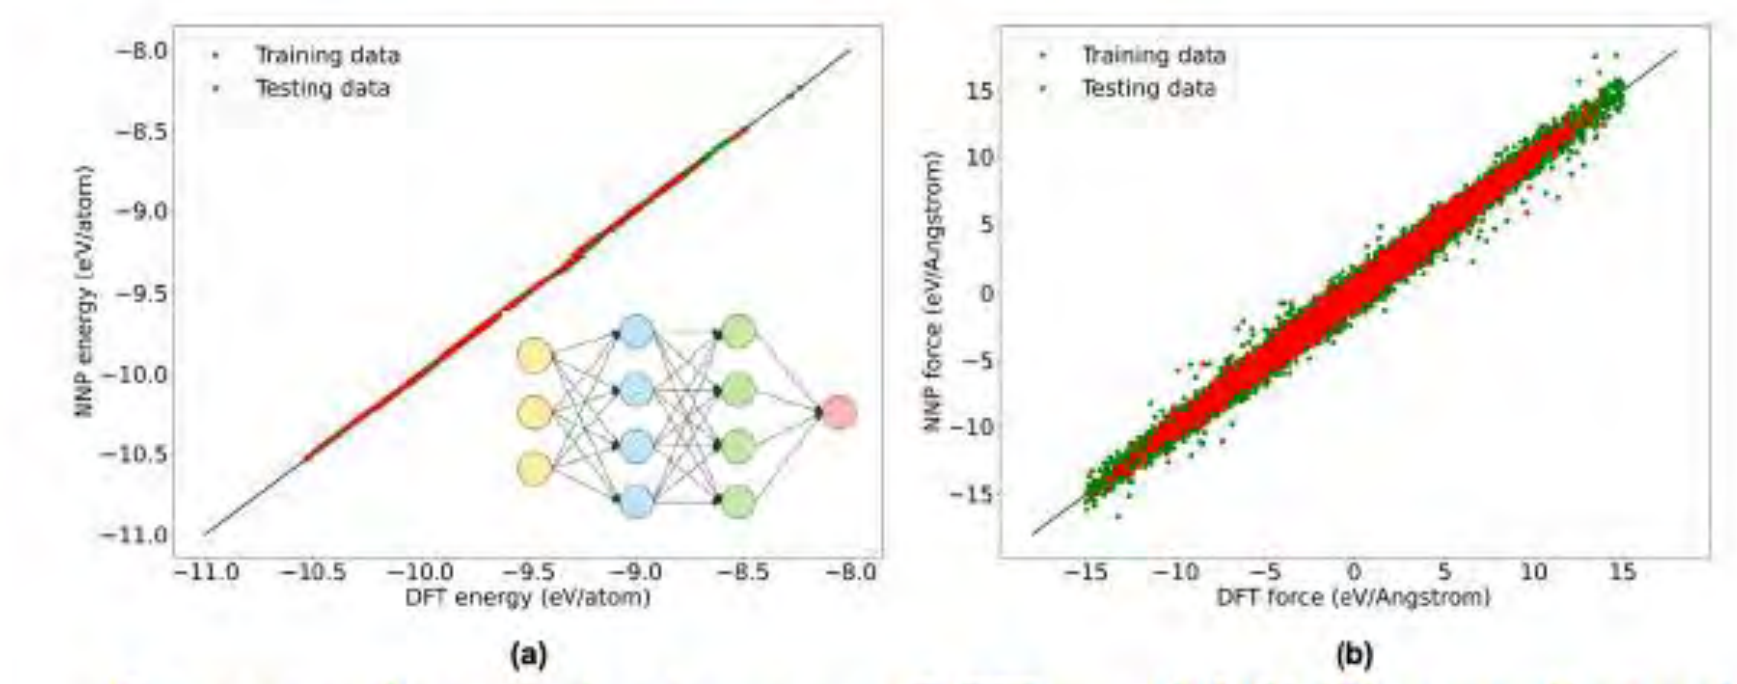 Training data
Testing data
−8.0
−8.5
−9.0
−9.5
−10.0
−10.5
−11.0
NNP energy (eV/atom)
−11.0 −10.5 −10.0 −9.5 −9.0 −8.5 −8.0
DFT energy (eV/atom)
(a)
Training data
Testing data
15
10
5
0
−5
−10
−15
NNP force (eV/Angstrom)
−15 −10 −5 0 5 10 15
DFT force (eV/Angstrom)
(b)